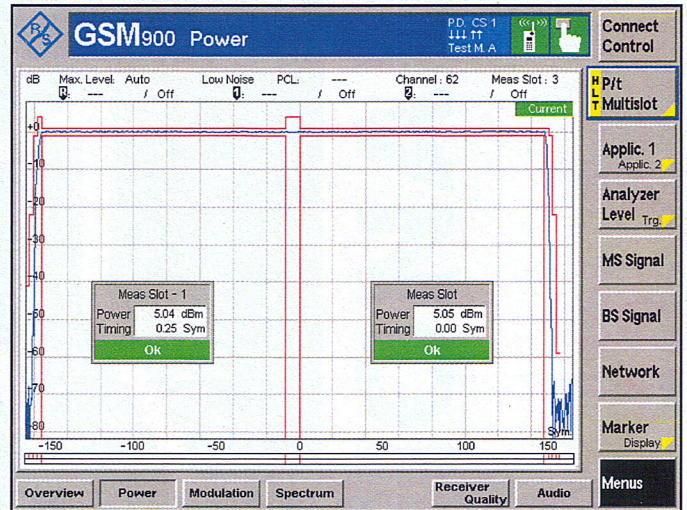 R&S
GSM900 Power
P.D. CS 1
↓↓↓ ↑↑
Test M. A
Connect Control
dB Max. Level: Auto Low Noise PCL: --- Channel : 62 Meas Slot : 3
1: --- / Off 1: --- / Off 2: --- / Off
Current
H L T P/t Multislot
+0
-10
-20
-30
-40
-50
-60
-70
-80
Applic. 1
Applic. 2
Analyzer Level Trg.
MS Signal
BS Signal
Network
Marker
Display
Menus
Meas Slot - 1
Power 5.04 dBm
Timing 0.25 Sym
Ok
Meas Slot
Power 5.05 dBm
Timing 0.00 Sym
Ok
Sym.
-150 -100 -50 0 50 100 150
Overview Power Modulation Spectrum Receiver Quality Audio